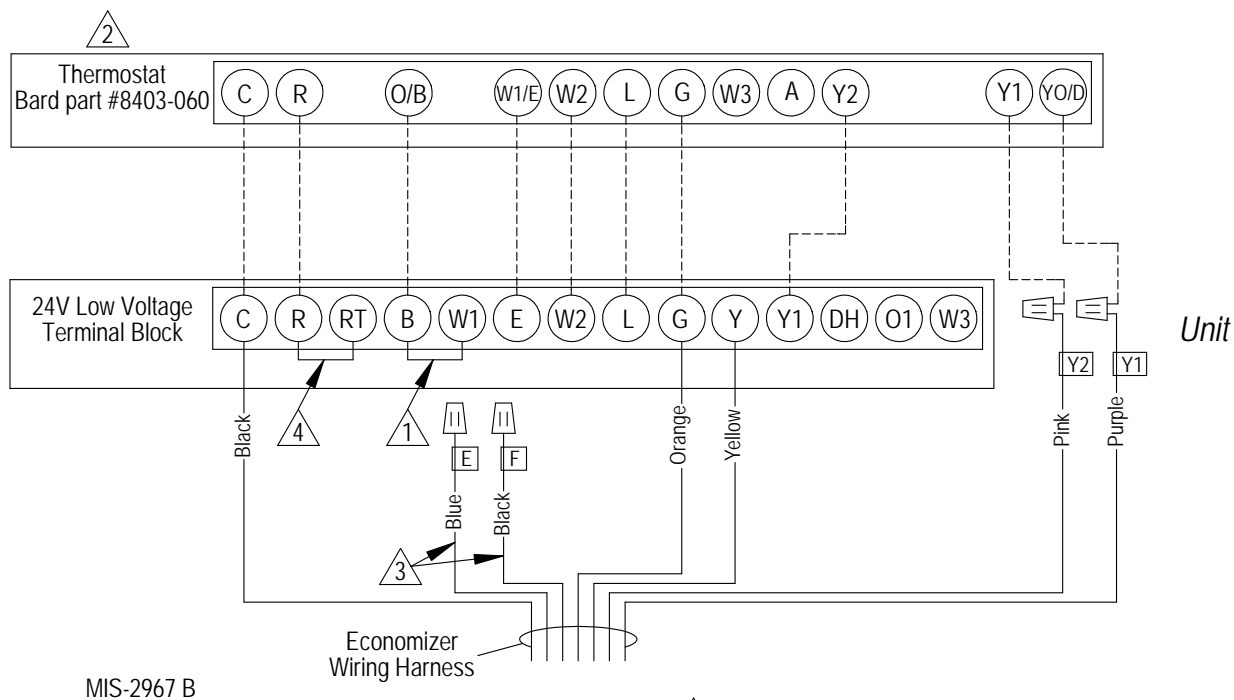 2
Thermostat
Bard part #8403-060
C R O/B W1/E W2 L G W3 A Y2 Y1 YO/D
24V Low Voltage
Terminal Block
C R RT B W1 E W2 L G Y Y1 DH O1 W3
Unit
Y2 Y1
4 1
E F
Black Blue Black Orange Yellow Pink Purple
3
Economizer
Wiring Harness
MIS-2967 B